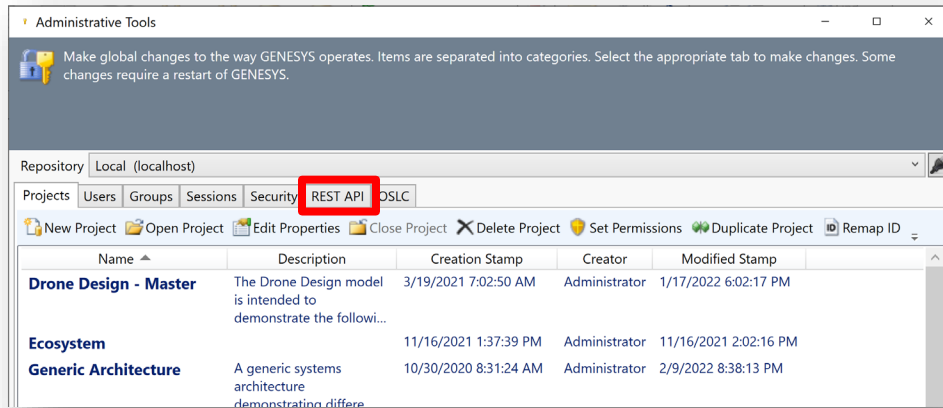 Administrative Tools
Make global changes to the way GENESYS operates. Items are separated into categories. Select the appropriate tab to make changes. Some
changes require a restart of GENESYS.
Repository Local (localhost)
Projects Users Groups Sessions Security REST API OSLC
New Project Open Project Edit Properties Close Project Delete Project Set Permissions Duplicate Project ID Remap ID
Name Description Creation Stamp Creator Modified Stamp
Drone Design - Master The Drone Design model 3/19/2021 7:02:50 AM Administrator 1/17/2022 6:02:17 PM
is intended to
demonstrate the followi...
Ecosystem 11/16/2021 1:37:39 PM Administrator 11/16/2021 2:02:16 PM
Generic Architecture A generic systems 10/30/2020 8:31:24 AM Administrator 2/9/2022 8:38:13 PM
architecture
demonstrating differe